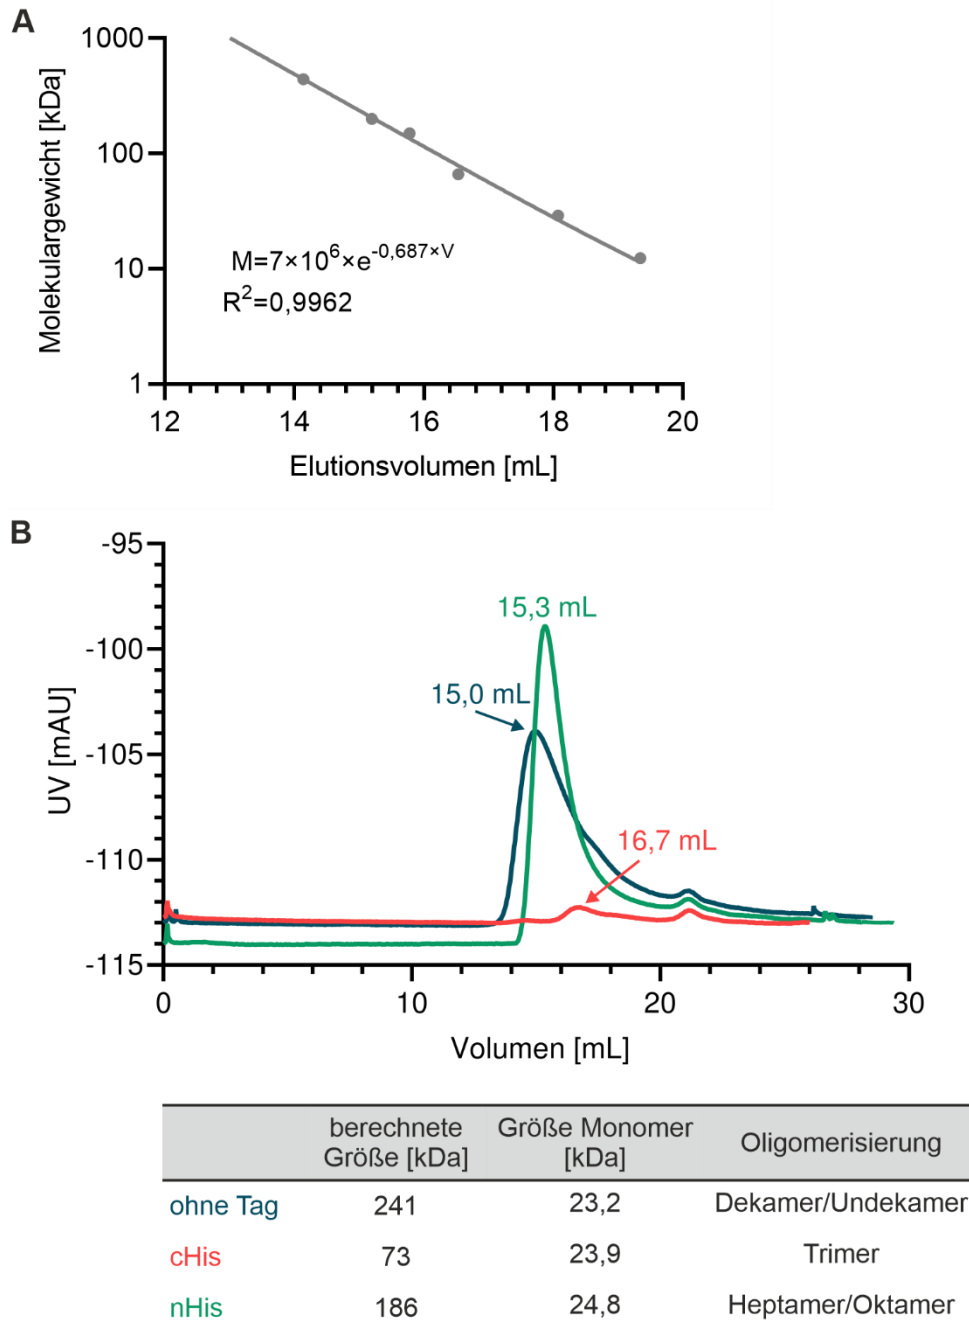 A
1000
100
10
1
Molekulargewicht [kDa]
M=7×10⁶×e⁻⁰,⁶⁸⁷×ⱽ
R²=0,9962
12 14 16 18 20
Elutionsvolumen [mL]
B
-95
-100
-105
-110
-115
UV [mAU]
15,3 mL
15,0 mL
16,7 mL
0 10 20 30
Volumen [mL]
berechnete Größe [kDa] Größe Monomer [kDa] Oligomerisierung
ohne Tag 241 23,2 Dekamer/Undekamer
cHis 73 23,9 Trimer
nHis 186 24,8 Heptamer/Oktamer